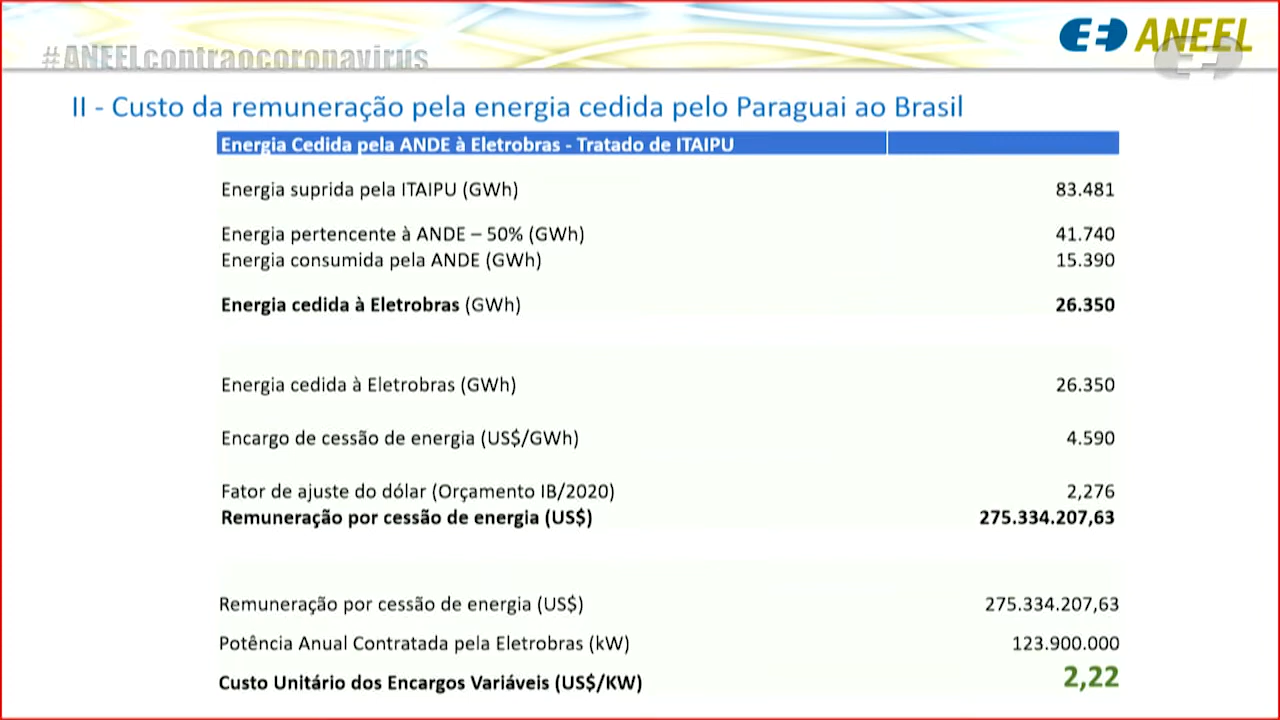 #ANEELcontraocoronavirus
ANEEL
II - Custo da remuneração pela energia cedida pelo Paraguai ao Brasil
Energia Cedida pela ANDE à Eletrobras - Tratado de ITAIPU
Energia suprida pela ITAIPU (GWh) 83.481
Energia pertencente à ANDE – 50% (GWh) 41.740
Energia consumida pela ANDE (GWh) 15.390
Energia cedida à Eletrobras (GWh) 26.350
Energia cedida à Eletrobras (GWh) 26.350
Encargo de cessão de energia (US$/GWh) 4.590
Fator de ajuste do dólar (Orçamento IB/2020) 2,276
Remuneração por cessão de energia (US$) 275.334.207,63
Remuneração por cessão de energia (US$) 275.334.207,63
Potência Anual Contratada pela Eletrobras (kW) 123.900.000
Custo Unitário dos Encargos Variáveis (US$/KW) 2,22